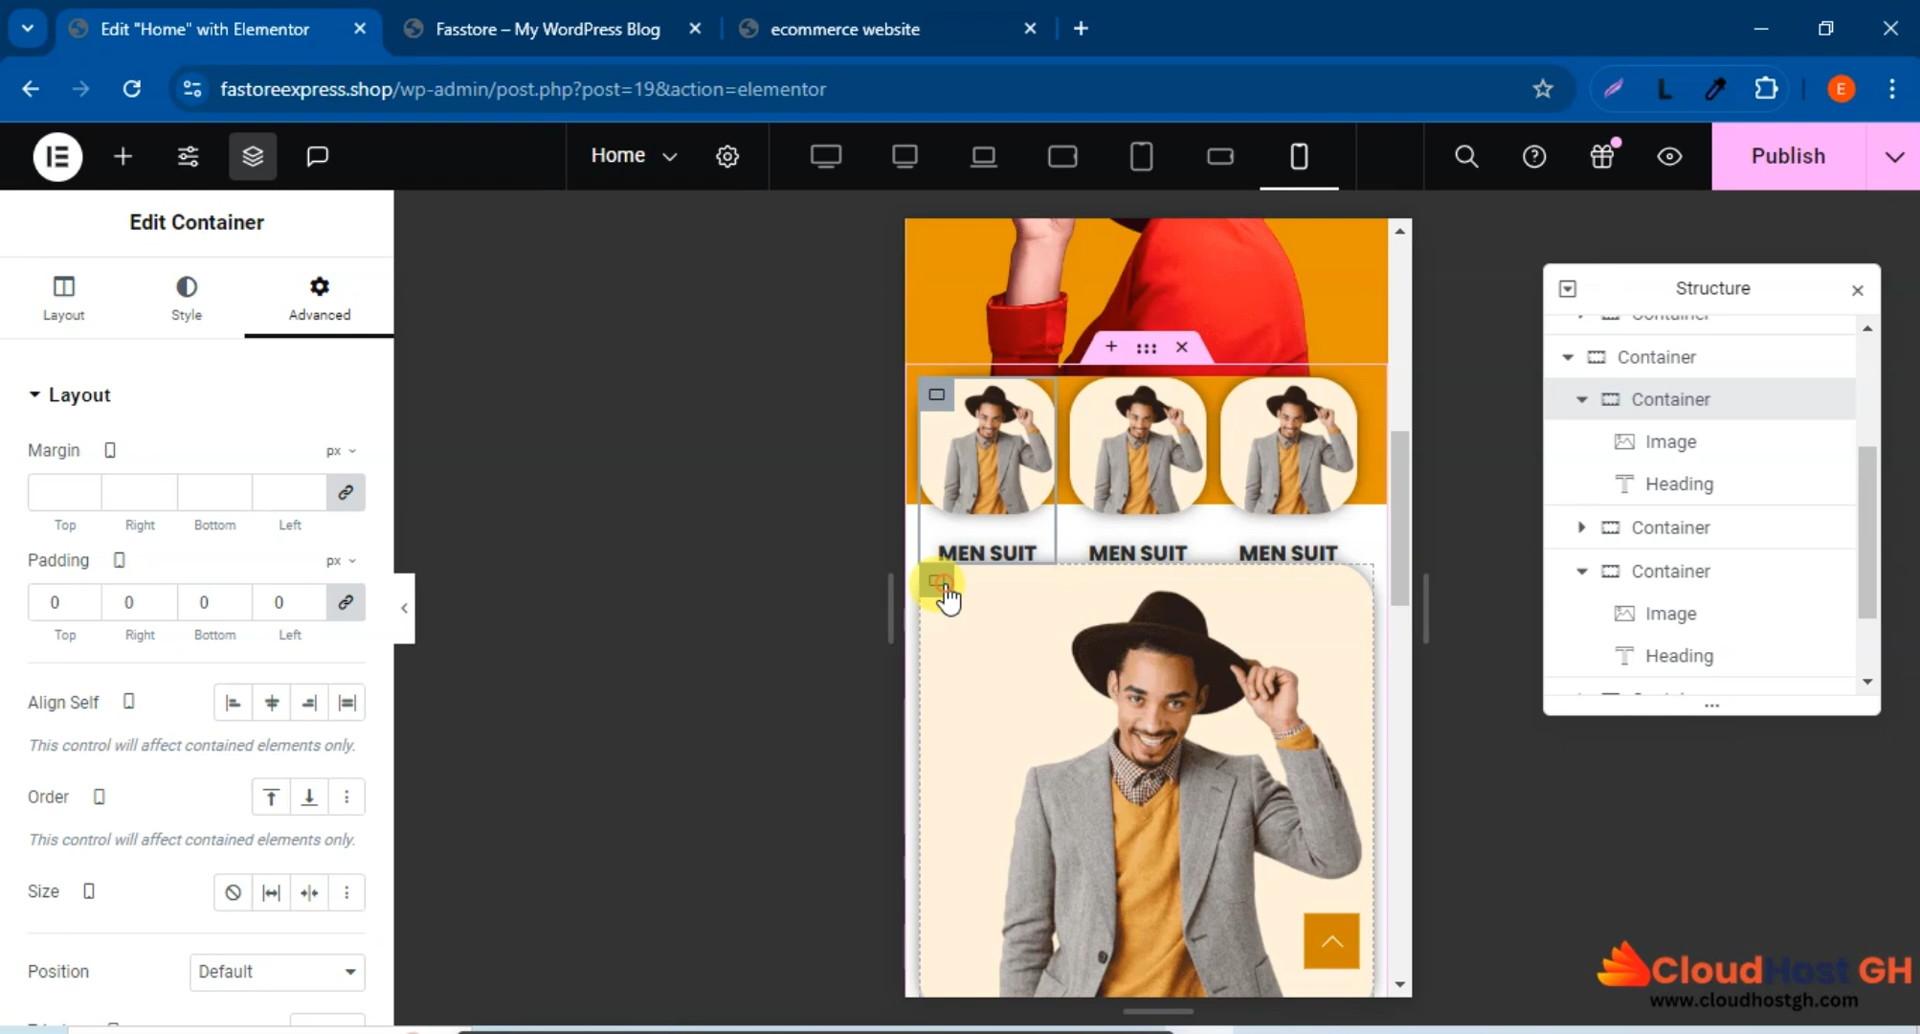 Edit "Home" with Elementor
Fasstore – My WordPress Blog
ecommerce website
fastoreexpress.shop/wp-admin/post.php?post=19&action=elementor
L
E
Home
Publish
Edit Container
Layout
Style
Advanced
Layout
Margin
px
Top
Right
Bottom
Left
Padding
px
0
0
0
0
Top
Right
Bottom
Left
Align Self
This control will affect contained elements only.
Order
This control will affect contained elements only.
Size
Position
Default
MEN SUIT
MEN SUIT
MEN SUIT
Structure
Container
Container
Container
Image
Heading
Container
Container
Image
Heading
CloudHost GH
www.cloudhostgh.com